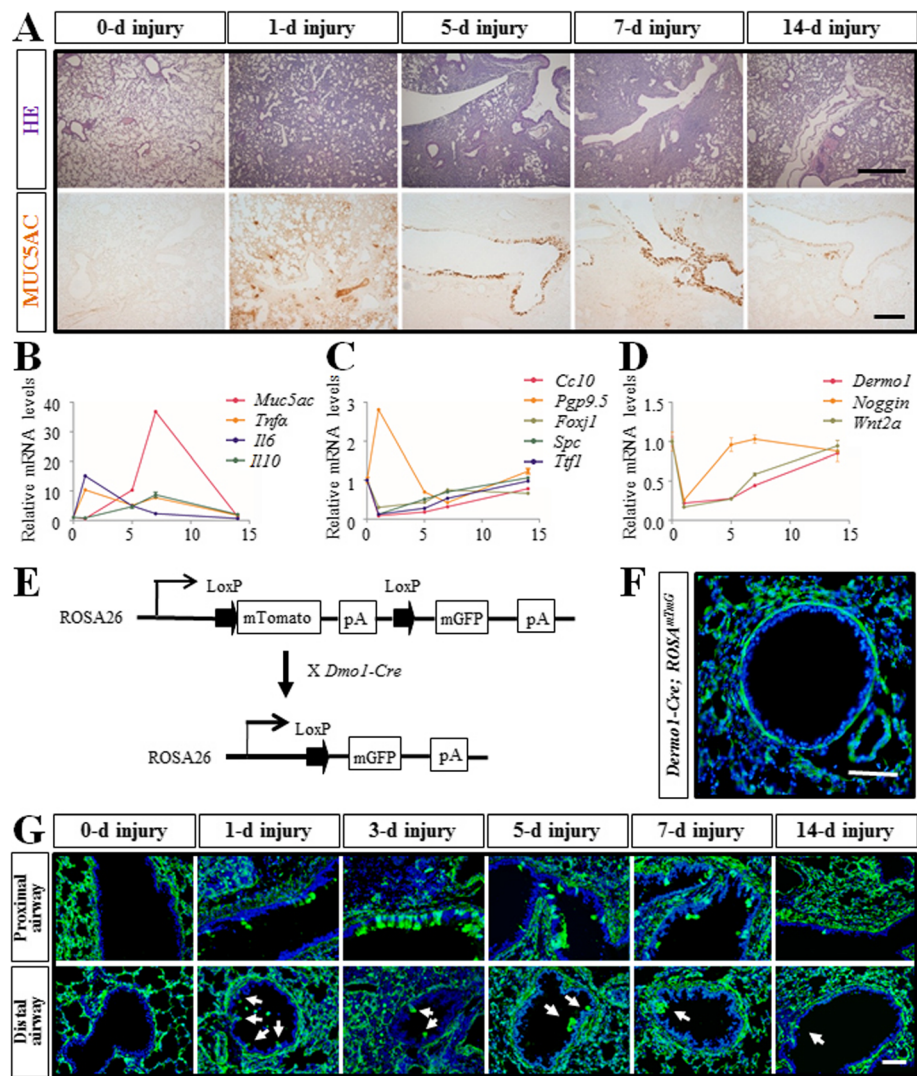 A
0-d injury
1-d injury
5-d injury
7-d injury
14-d injury
HE
MUC5AC
B
Relative mRNA levels
40
30
20
10
0
0
5
10
15
Muc5ac
Tnfα
Il6
Il10
C
Relative mRNA levels
3
2
1
0
0
5
10
15
Cc10
Pgp9.5
Foxj1
Spc
Ttf1
D
Relative mRNA levels
1.5
1.0
0.5
0.0
0
5
10
15
Dermo1
Noggin
Wnt2a
E
LoxP
LoxP
ROSA26
mTomato
pA
mGFP
pA
X Dmo1-Cre
LoxP
ROSA26
mGFP
pA
F
Dermo1-Cre; ROSA^mTmG
G
0-d injury
1-d injury
3-d injury
5-d injury
7-d injury
14-d injury
Proximal
airway
Distal
airway